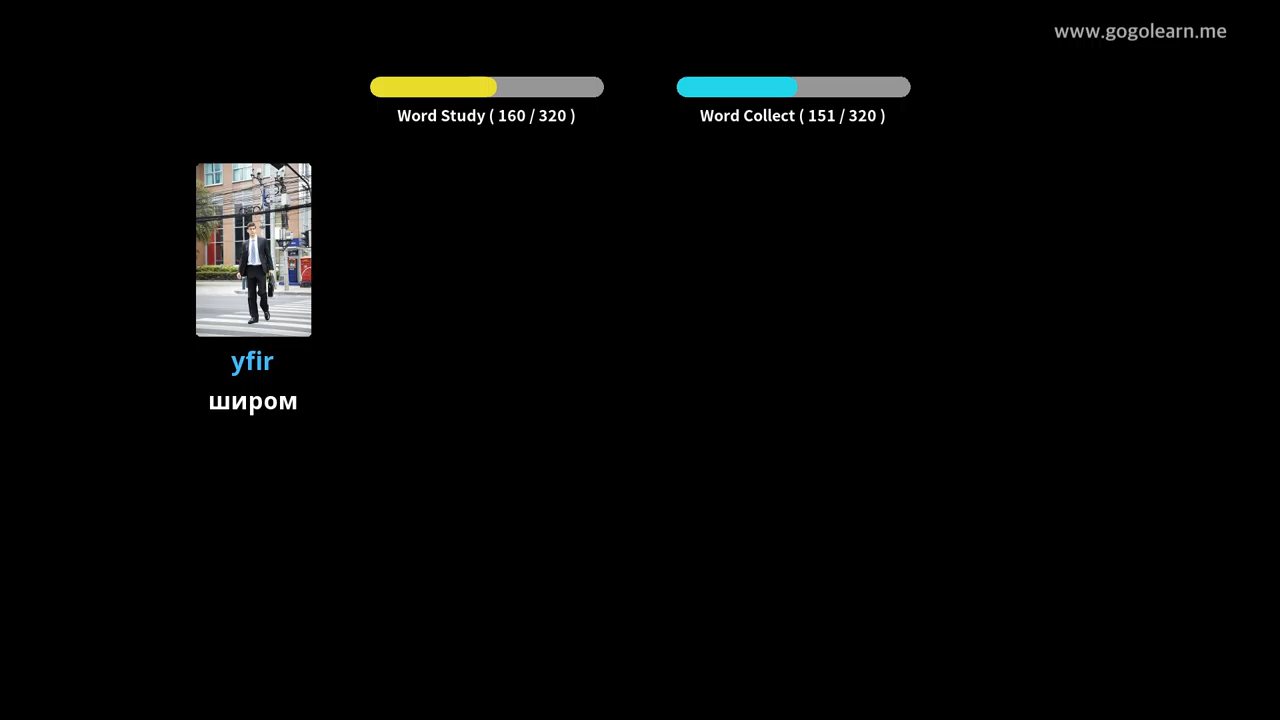 www.gogolearn.me
Word Study ( 160 / 320 )
Word Collect ( 151 / 320 )
yfir
широм